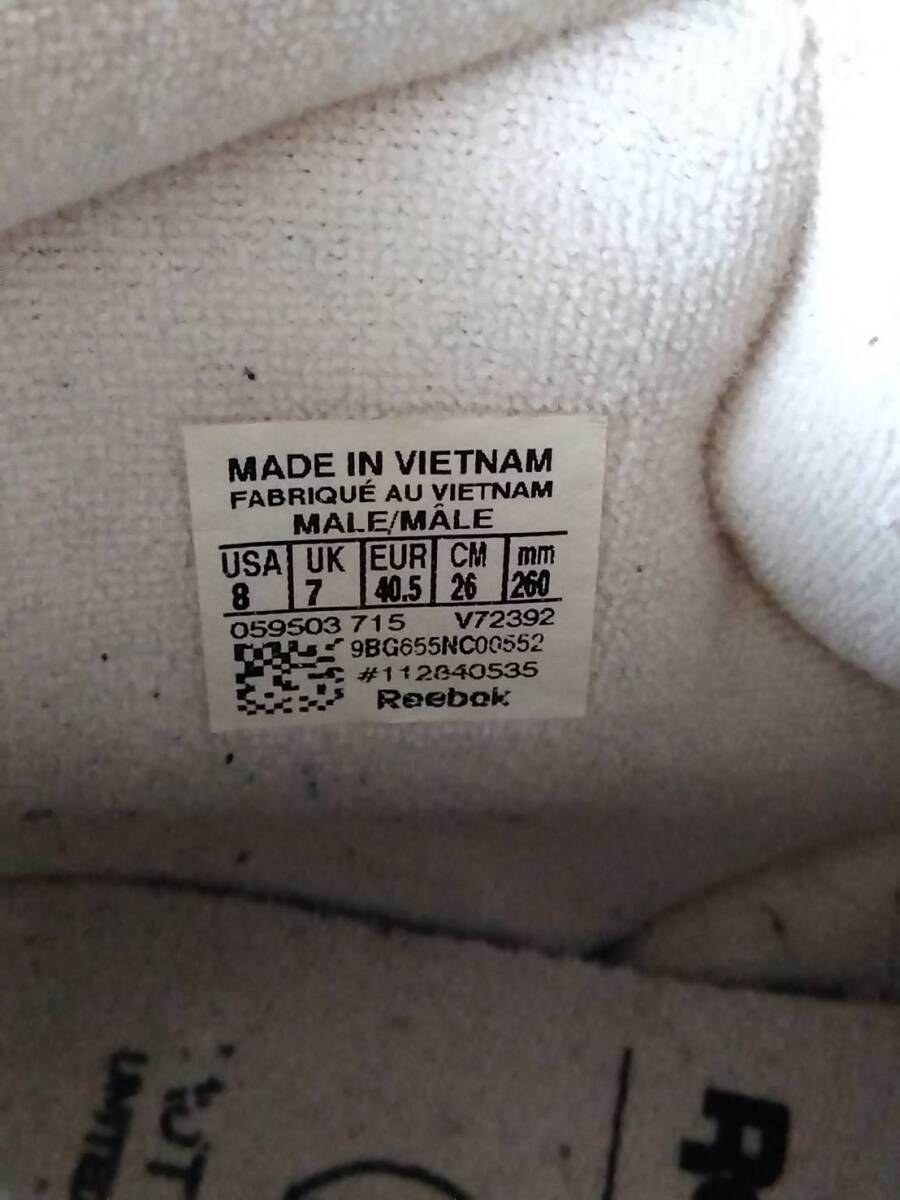 MADE IN VIETNAM
FABRIQUÉ AU VIETNAM
MALE/MÂLE
USA UK EUR CM mm
8 7 40.5 26 260
059503 715 V72392
9BG655NC00552
#112840535
Reebok